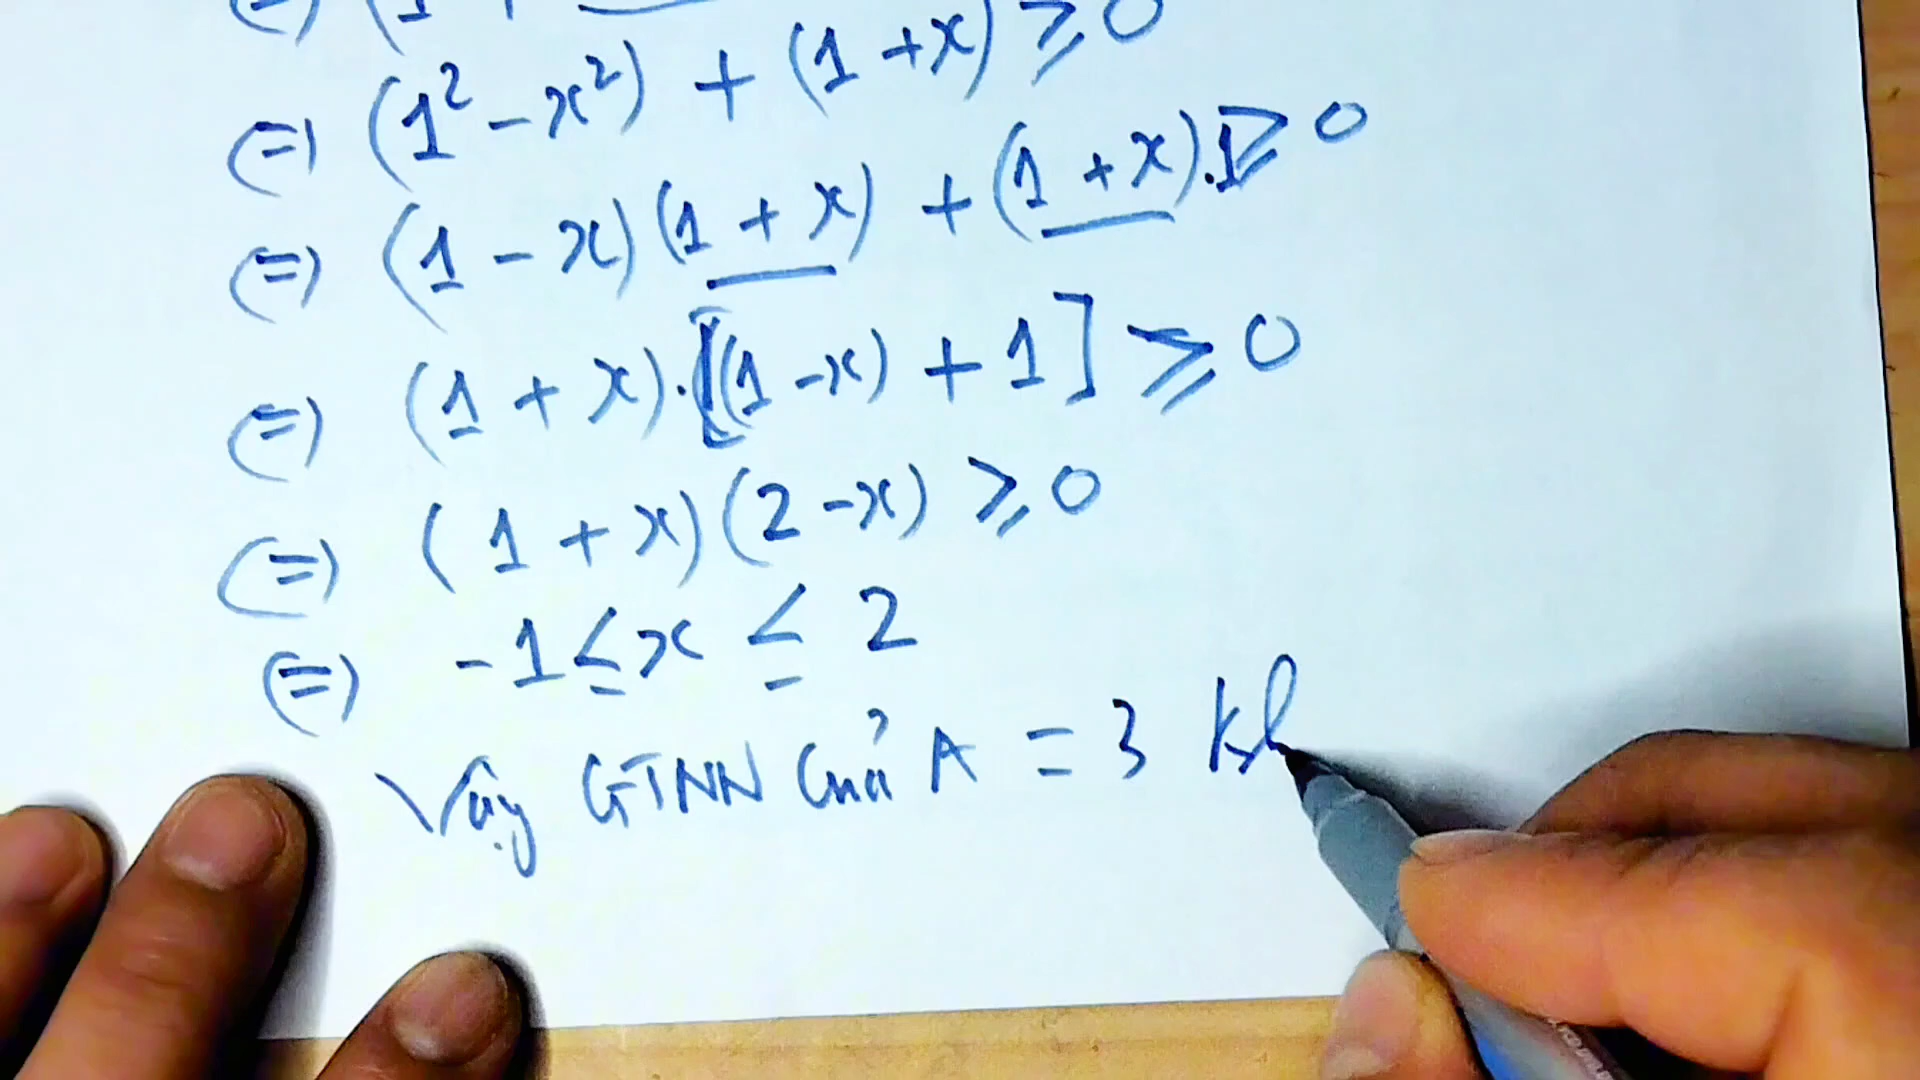 (=) (1² - x²) + (1 + x) ≥ 0
(=) (1 - x)(1 + x) + (1 + x).1 ≥ 0
(=) (1 + x).[(1 - x) + 1] ≥ 0
(=) (1 + x)(2 - x) ≥ 0
(=) -1 ≤ x ≤ 2
Vậy GTNN của A = 3 kh